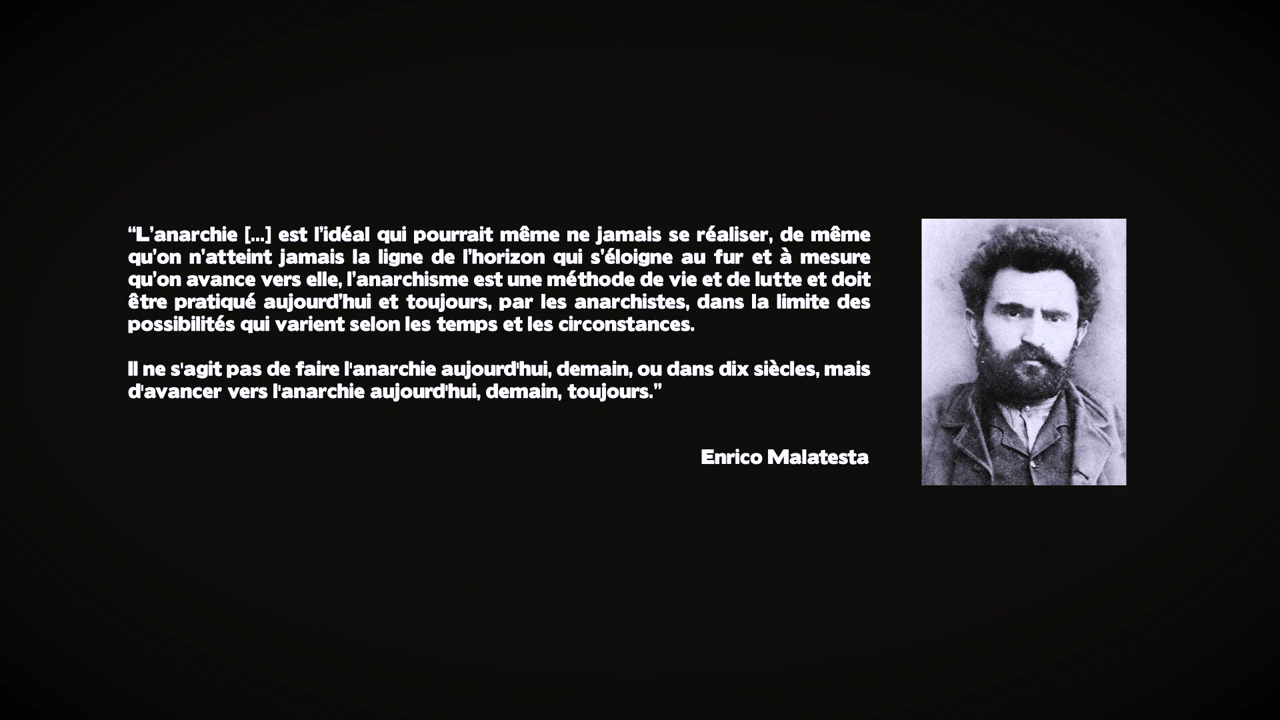 “L’anarchie [...] est l’idéal qui pourrait même ne jamais se réaliser, de même
qu’on n’atteint jamais la ligne de l’horizon qui s’éloigne au fur et à mesure
qu’on avance vers elle, l’anarchisme est une méthode de vie et de lutte et doit
être pratiqué aujourd’hui et toujours, par les anarchistes, dans la limite des
possibilités qui varient selon les temps et les circonstances.
Il ne s'agit pas de faire l'anarchie aujourd'hui, demain, ou dans dix siècles, mais
d'avancer vers l'anarchie aujourd'hui, demain, toujours.”
Enrico Malatesta